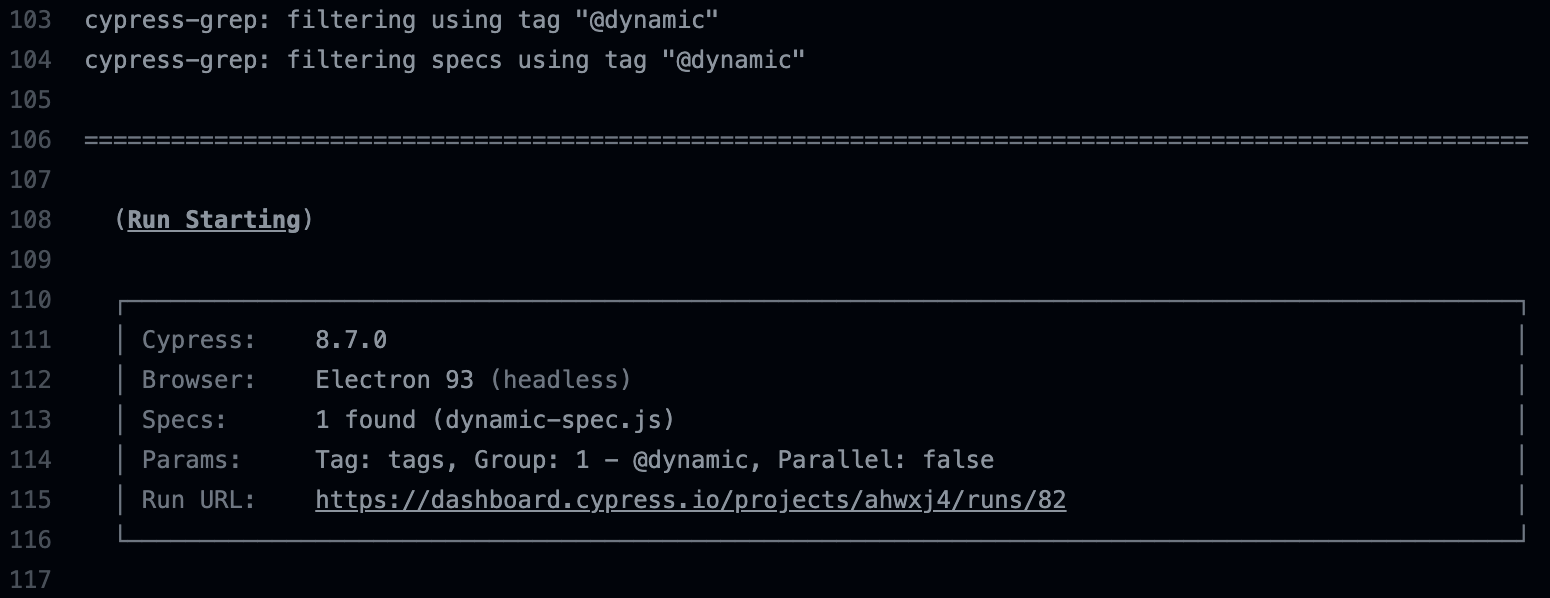 103 cypress-grep: filtering using tag "@dynamic"
104 cypress-grep: filtering specs using tag "@dynamic"
105
106 ====================================================================================================
107
108 (Run Starting)
109
110
111 Cypress: 8.7.0
112 Browser: Electron 93 (headless)
113 Specs: 1 found (dynamic-spec.js)
114 Params: Tag: tags, Group: 1 - @dynamic, Parallel: false
115 Run URL: https://dashboard.cypress.io/projects/ahwxj4/runs/82
116
117